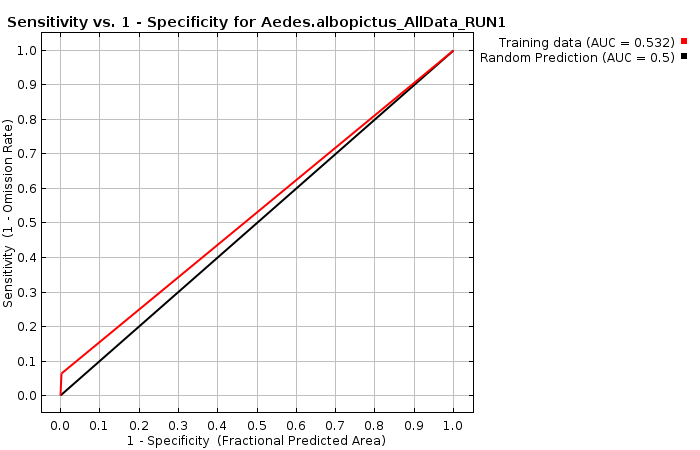 Sensitivity vs. 1 - Specificity for Aedes.albopictus_AllData_RUN1
Training data (AUC = 0.532)
Random Prediction (AUC = 0.5)
Sensitivity (1 - Omission Rate)
1.0
0.9
0.8
0.7
0.6
0.5
0.4
0.3
0.2
0.1
0.0
0.0 0.1 0.2 0.3 0.4 0.5 0.6 0.7 0.8 0.9 1.0
1 - Specificity (Fractional Predicted Area)